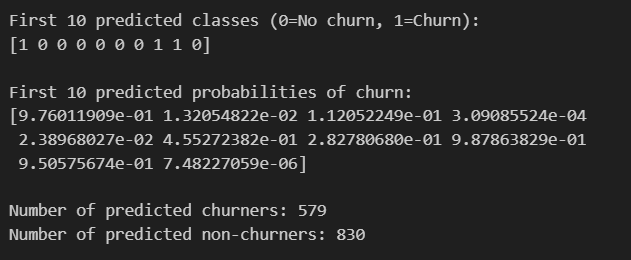 First 10 predicted classes (0=No churn, 1=Churn):
[1 0 0 0 0 0 0 1 1 0]
First 10 predicted probabilities of churn:
[9.76011909e-01 1.32054822e-02 1.12052249e-01 3.09085524e-04
2.38968027e-02 4.55272382e-01 2.82780680e-01 9.87863829e-01
9.50575674e-01 7.48227059e-06]
Number of predicted churners: 579
Number of predicted non-churners: 830